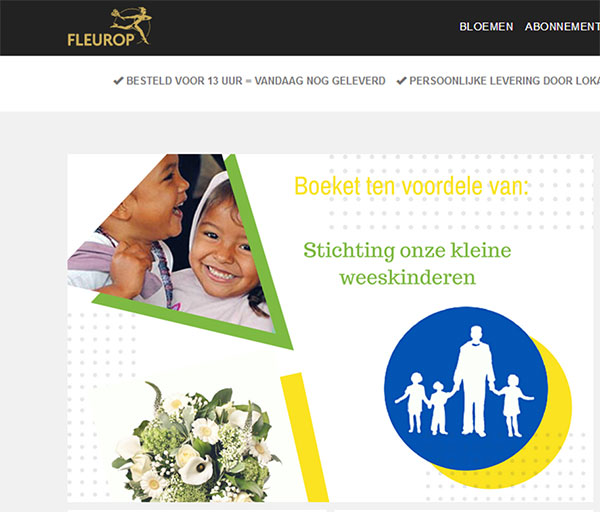 FLEUROP
BLOEMEN ABONNEMENT
BESTELD VOOR 13 UUR = VANDAAG NOG GELEVERD PERSOONLIJKE LEVERING DOOR LOKA
Boeket ten voordele van:
Stichting onze kleine
weeskinderen